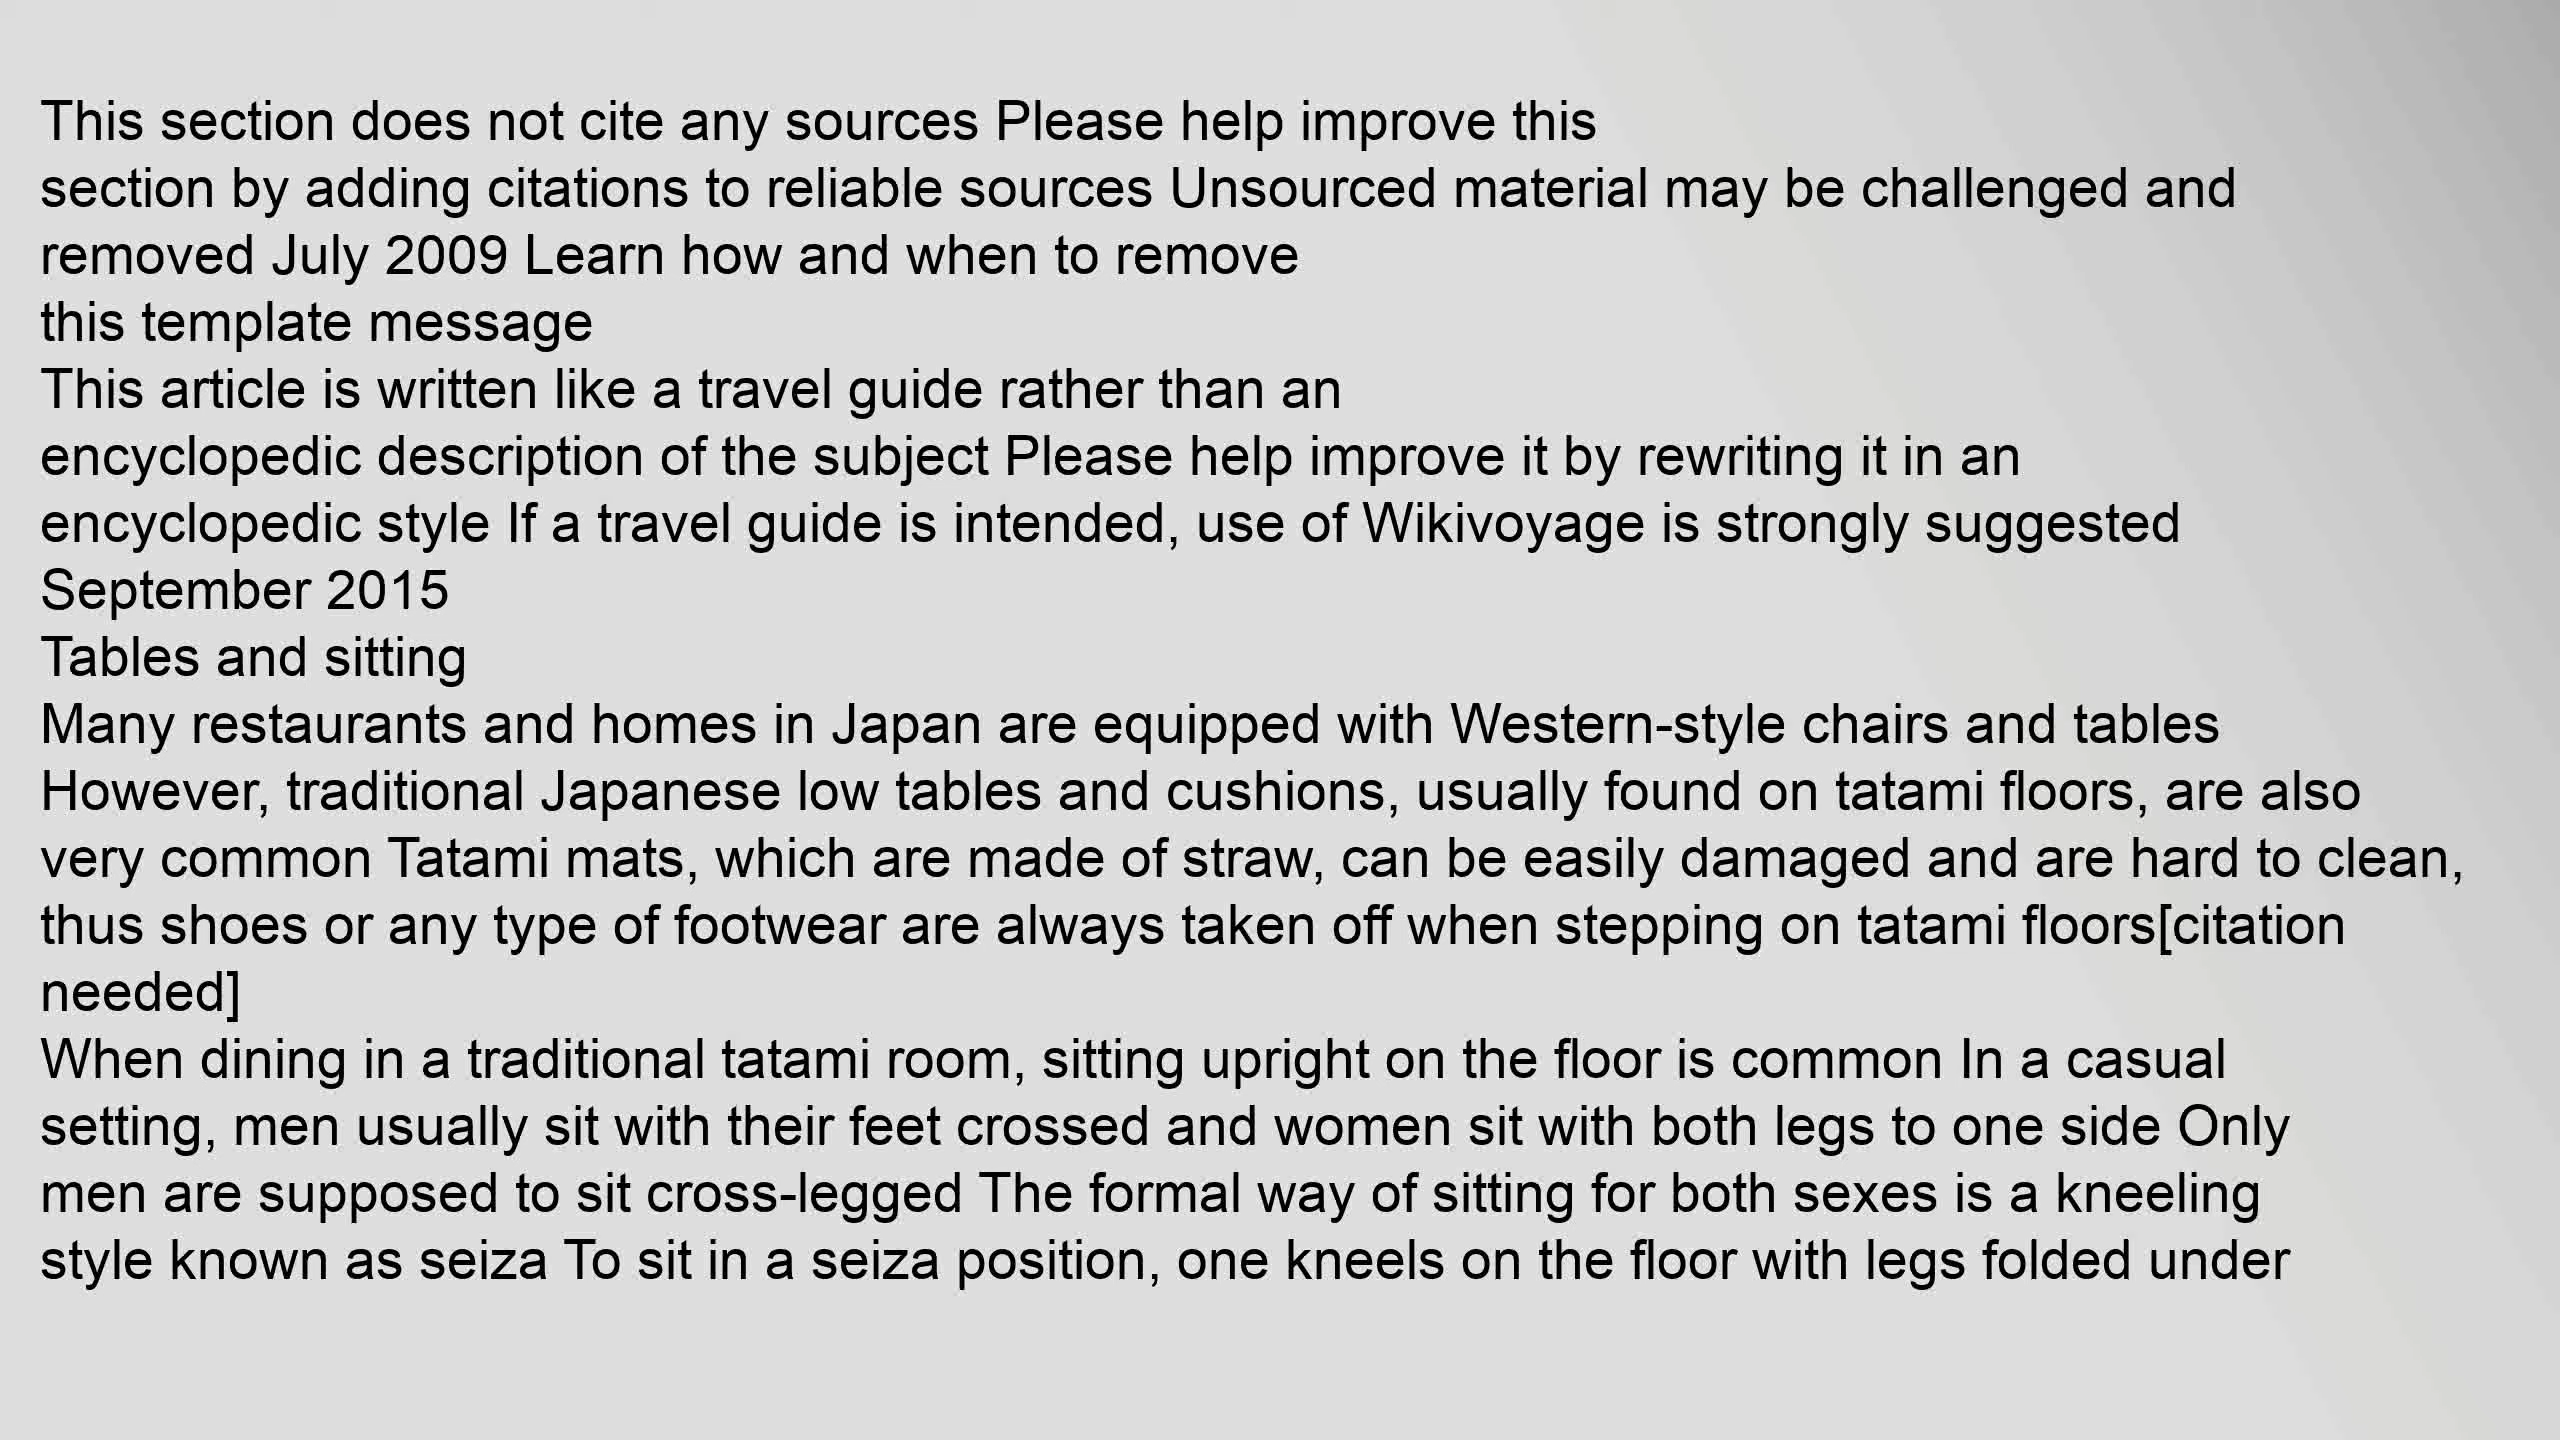 This section does not cite any sources Please help improve this
section by adding citations to reliable sources Unsourced material may be challenged and
removed July 2009 Learn how and when to remove
this template message
This article is written like a travel guide rather than an
encyclopedic description of the subject Please help improve it by rewriting it in an
encyclopedic style If a travel guide is intended, use of Wikivoyage is strongly suggested
September 2015
Tables and sitting
Many restaurants and homes in Japan are equipped with Western-style chairs and tables
However, traditional Japanese low tables and cushions, usually found on tatami floors, are also
very common Tatami mats, which are made of straw, can be easily damaged and are hard to clean,
thus shoes or any type of footwear are always taken off when stepping on tatami floors[citation
needed]
When dining in a traditional tatami room, sitting upright on the floor is common In a casual
setting, men usually sit with their feet crossed and women sit with both legs to one side Only
men are supposed to sit cross-legged The formal way of sitting for both sexes is a kneeling
style known as seiza To sit in a seiza position, one kneels on the floor with legs folded under